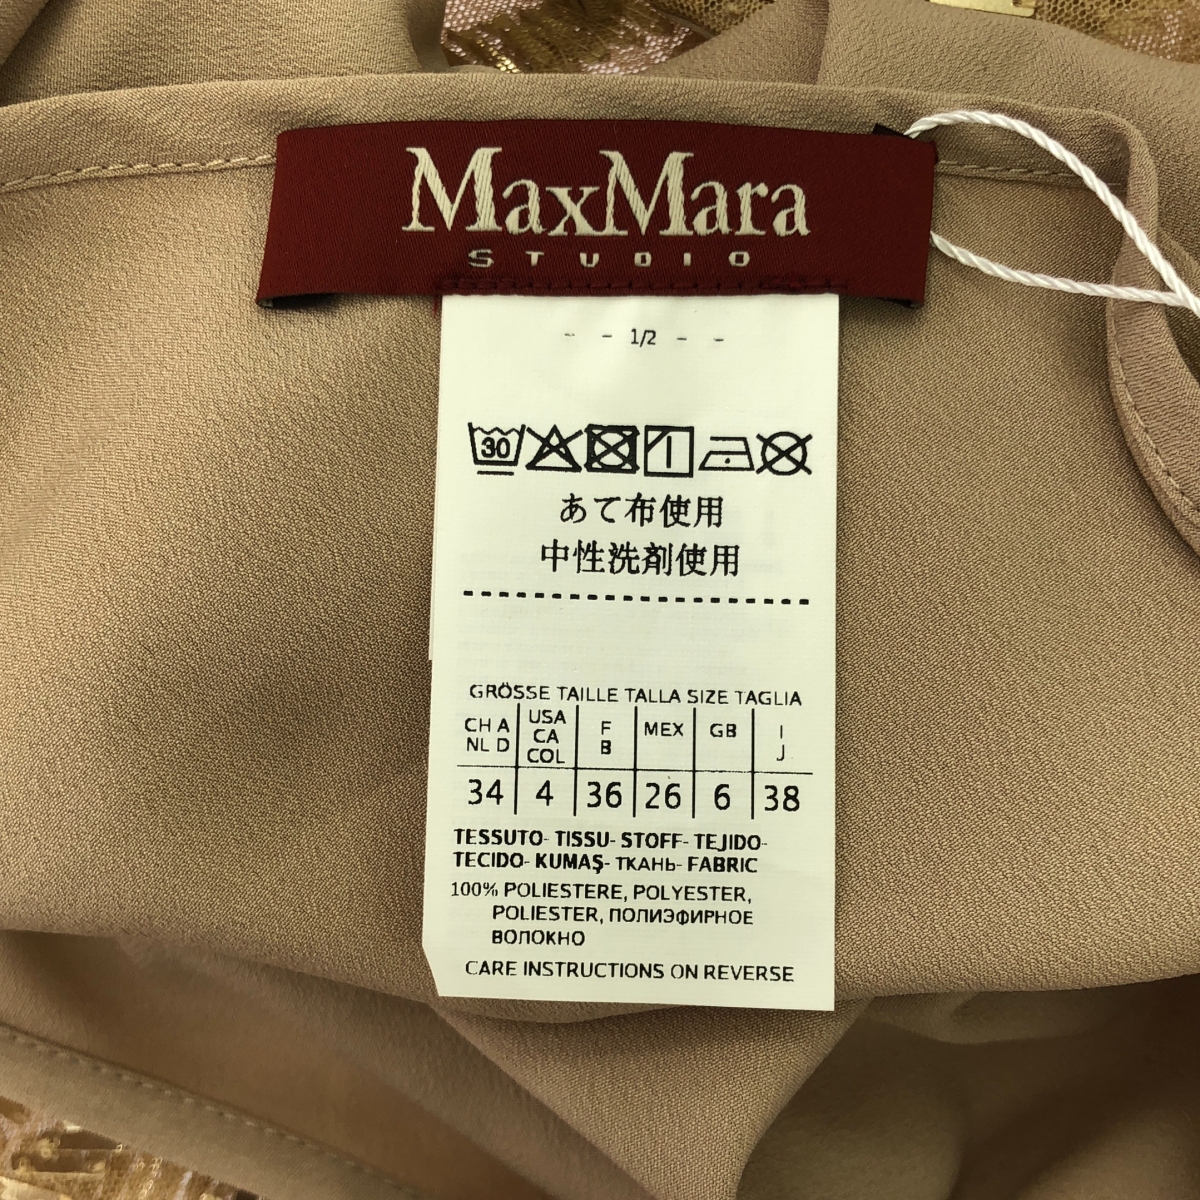 MaxMara
STUDIO
- - 1/2 - -
30
あて布使用
中性洗剤使用
GRÖSSE TAILLE TALLA SIZE TAGLIA
CH A NL D USA CA COL F B MEX GB I J
34 4 36 26 6 38
TESSUTO- TISSU- STOFF- TEJIDO-
TECIDO- KUMAŞ- ТКАНЬ- FABRIC
100% POLIESTERE, POLYESTER,
POLIESTER, ПОЛИЭФИРНОЕ
ВОЛОКНО
CARE INSTRUCTIONS ON REVERSE